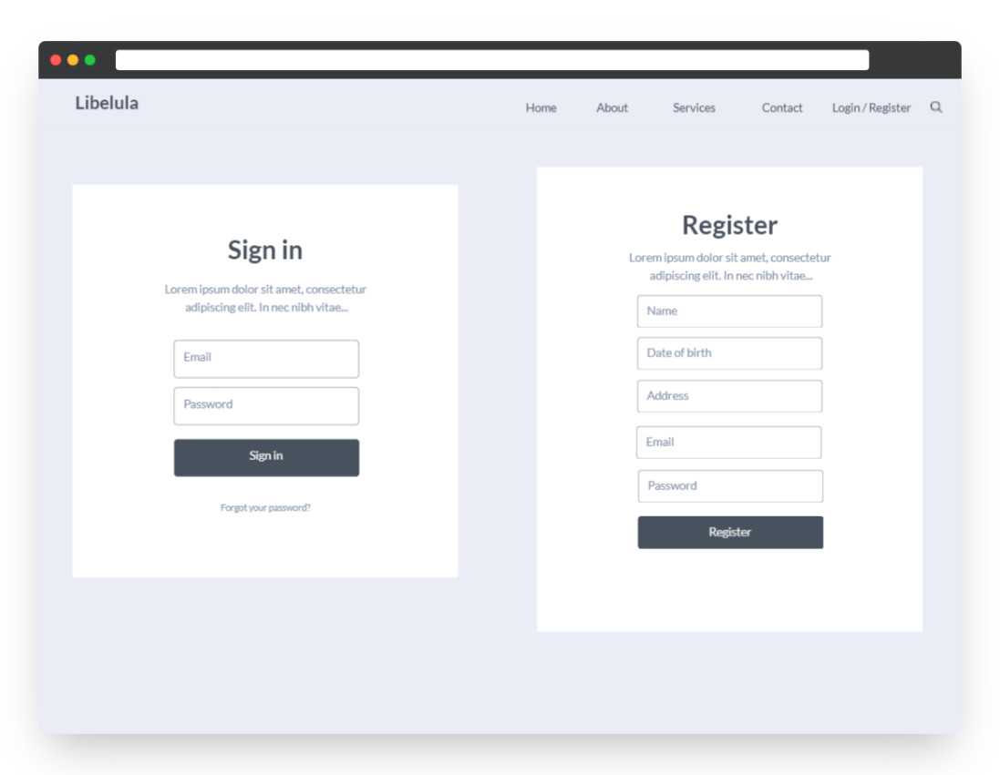 Libelula
Home About Services Contact Login / Register
Sign in
Lorem ipsum dolor sit amet, consectetur
adipiscing elit. In nec nibh vitae...
Email
Password
Sign in
Forgot your password?
Register
Lorem ipsum dolor sit amet, consectetur
adipiscing elit. In nec nibh vitae...
Name
Date of birth
Address
Email
Password
Register